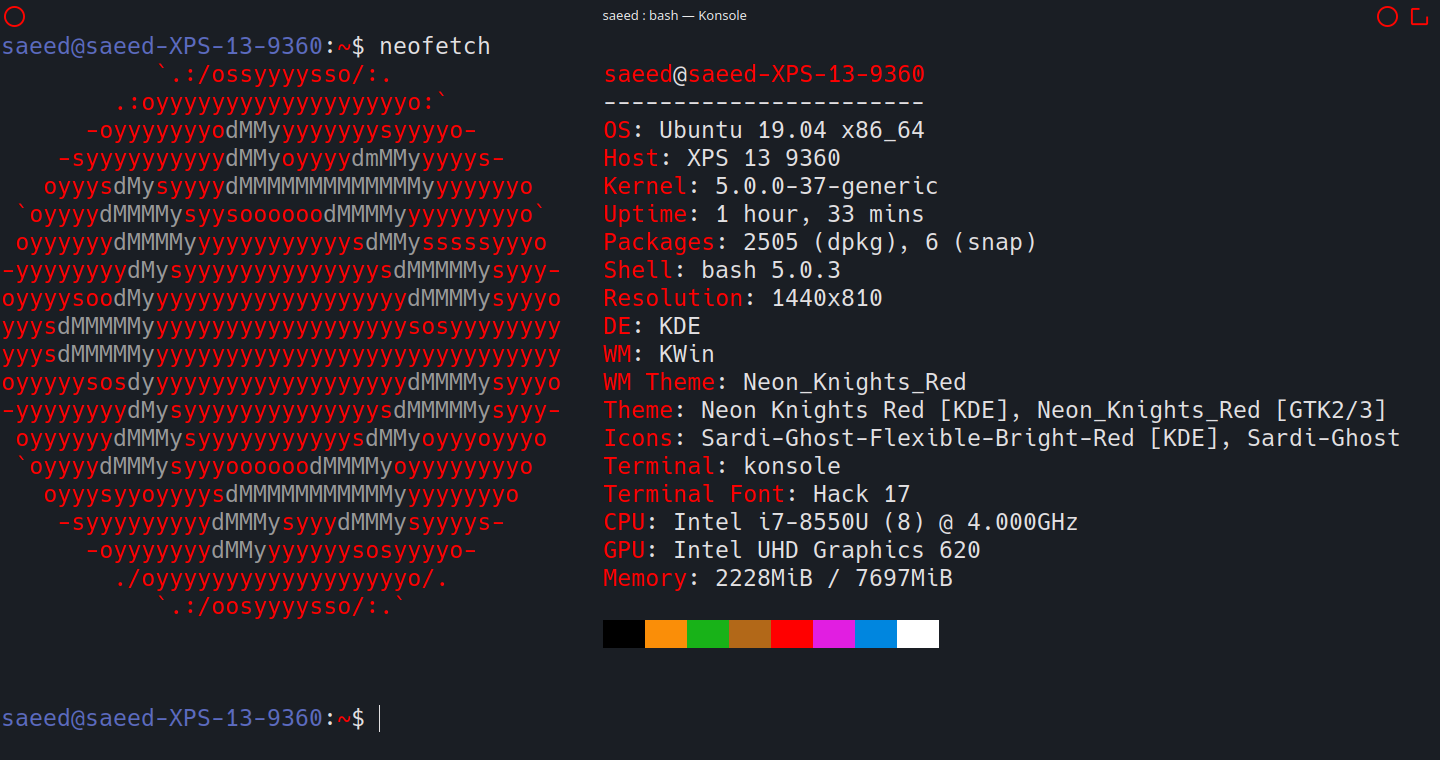 saeed : bash — Konsole
saeed@saeed-XPS-13-9360:~$ neofetch
`.:/ossyyyysso/:.
saeed@saeed-XPS-13-9360
.:oyyyyyyyyyyyyyyyyyyo:`
-----------------------
-oyyyyyyyodMMyyyyyyyysyyyyo-
OS: Ubuntu 19.04 x86_64
-syyyyyyyyyydMMyoyyyydmMMyyyyys-
Host: XPS 13 9360
oyyysdMysyyyydMMMMMMMMMMMMMyyyyyyyo
Kernel: 5.0.0-37-generic
`oyyyydMMMMysyysoooooodMMMMyyyyyyyyyo`
Uptime: 1 hour, 33 mins
oyyyyyydMMMMyyyyyyyyyyyysdMMysssssyyyo
Packages: 2505 (dpkg), 6 (snap)
-yyyyyyyydMysyyyyyyyyyyyyyysdMMMMMysyyy-
Shell: bash 5.0.3
oyyyysoodMyyyyyyyyyyyyyyyyyyydMMMMysyyyo
Resolution: 1440x810
yyysdMMMMMyyyyyyyyyyyyyyyyyyysosyyyyyyyy
DE: KDE
yyysdMMMMMyyyyyyyyyyyyyyyyyyyyyyyyyyyyyy
WM: KWin
oyyyyysosdyyyyyyyyyyyyyyyyyyydMMMMysyyyo
WM Theme: Neon_Knights_Red
-yyyyyyyydMysyyyyyyyyyyyyyysdMMMMMysyyy-
Theme: Neon Knights Red [KDE], Neon_Knights_Red [GTK2/3]
oyyyyyydMMMysyyyyyyyyyyysdMMyoyyyoyyyo
Icons: Sardi-Ghost-Flexible-Bright-Red [KDE], Sardi-Ghost
`oyyyydMMMysyyyoooooodMMMMyoyyyyyyyyo
Terminal: konsole
oyyysyyoyyyysdMMMMMMMMMMMyyyyyyyyo
Terminal Font: Hack 17
-syyyyyyyyydMMMysyyydMMMysyyyys-
CPU: Intel i7-8550U (8) @ 4.000GHz
-oyyyyyyydMMyyyyyyysosyyyyo-
GPU: Intel UHD Graphics 620
./oyyyyyyyyyyyyyyyyyyo/.
Memory: 2228MiB / 7697MiB
`.:/oosyyyysso/:.`
saeed@saeed-XPS-13-9360:~$